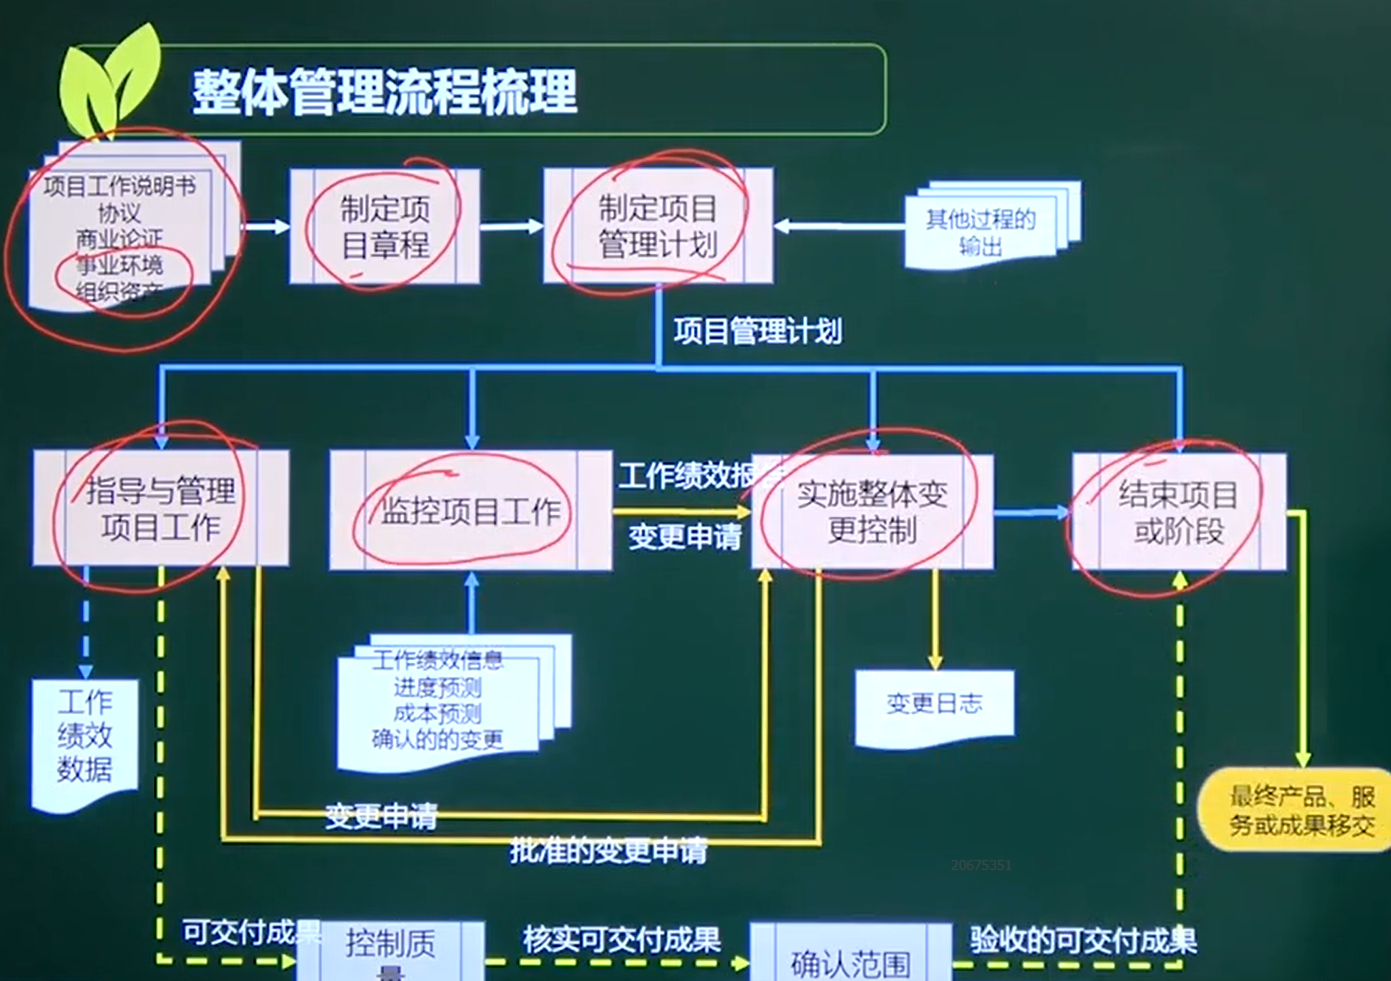 整体管理流程梳理
项目工作说明书
协议
商业论证
事业环境
组织资产
制定项
目章程
制定项目
管理计划
其他过程的
输出
项目管理计划
指导与管理
项目工作
监控项目工作
工作绩效报告
变更申请
实施整体变
更控制
结束项目
或阶段
工作
绩效
数据
工作绩效信息
进度预测
成本预测
确认的的变更
变更日志
最终产品、服
务或成果移交
变更申请
批准的变更申请
20675351
可交付成果
控制质
量
核实可交付成果
确认范围
验收的可交付成果